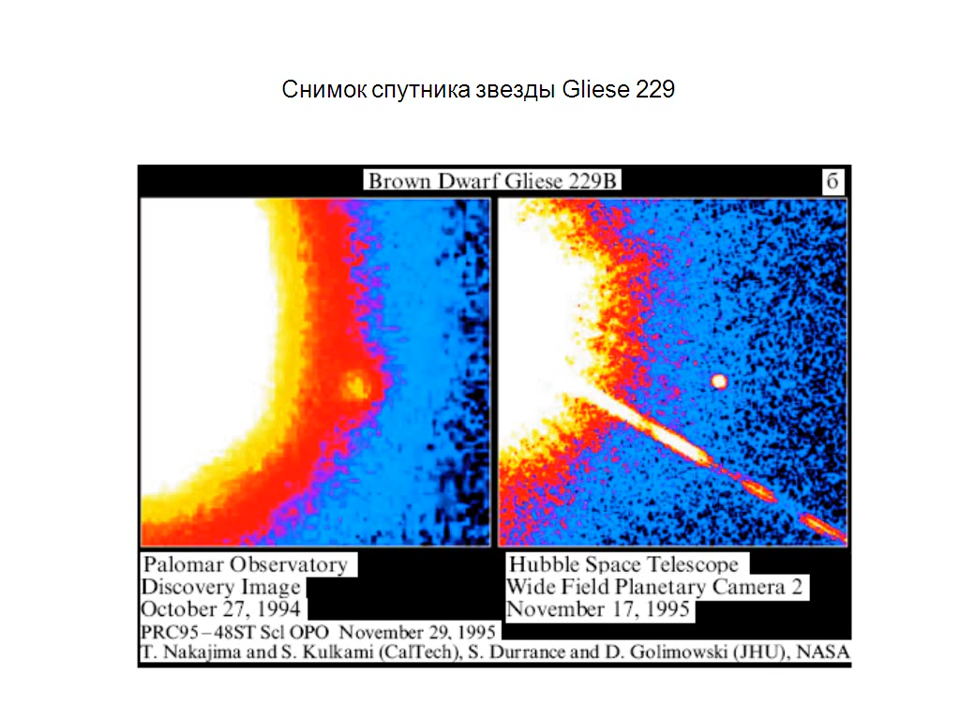 Снимок спутника звезды Gliese 229
Brown Dwarf Gliese 229B
б
Palomar Observatory
Discovery Image
October 27, 1994
Hubble Space Telescope
Wide Field Planetary Camera 2
November 17, 1995
PRC95–48ST Scl OPO November 29, 1995
T. Nakajima and S. Kulkami (CalTech), S. Durrance and D. Golimowski (JHU), NASA